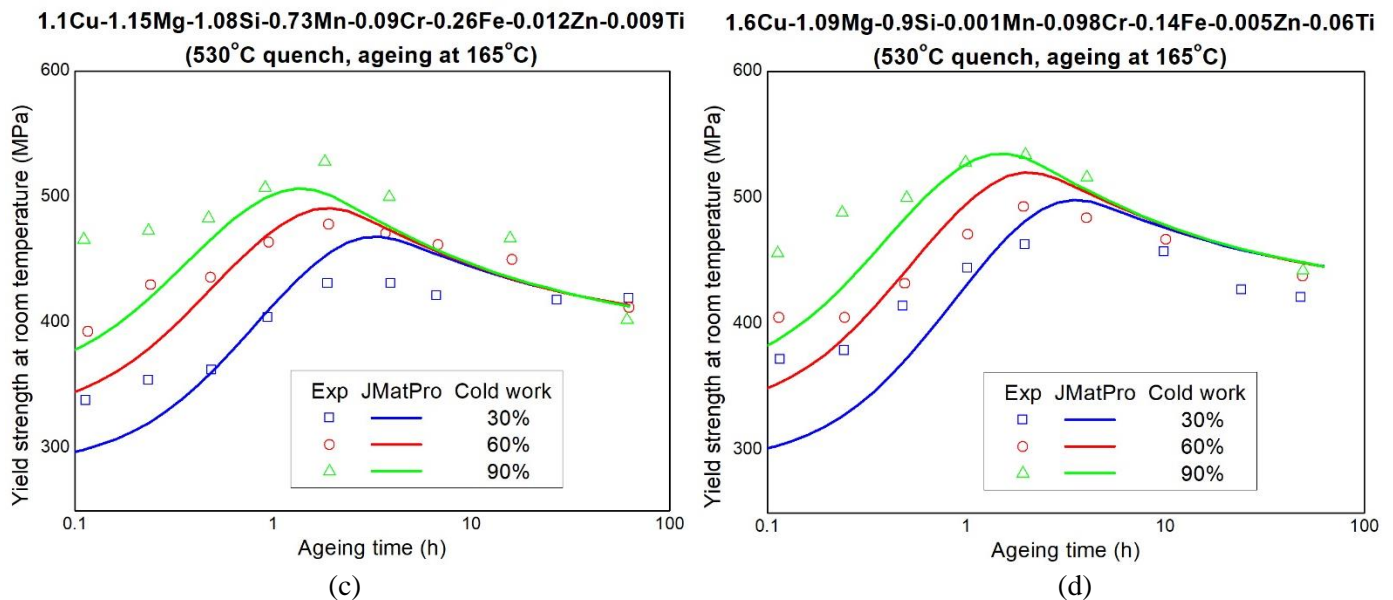 1.1Cu-1.15Mg-1.08Si-0.73Mn-0.09Cr-0.26Fe-0.012Zn-0.009Ti
(530°C quench, ageing at 165°C)
600
500
400
300
Yield strength at room temperature (MPa)
Exp JMatPro Cold work
30%
60%
90%
0.1 1 10 100
Ageing time (h)
(c)
1.6Cu-1.09Mg-0.9Si-0.001Mn-0.098Cr-0.14Fe-0.005Zn-0.06Ti
(530°C quench, ageing at 165°C)
600
500
400
300
Yield strength at room temperature (MPa)
Exp JMatPro Cold work
30%
60%
90%
0.1 1 10 100
Ageing time (h)
(d)